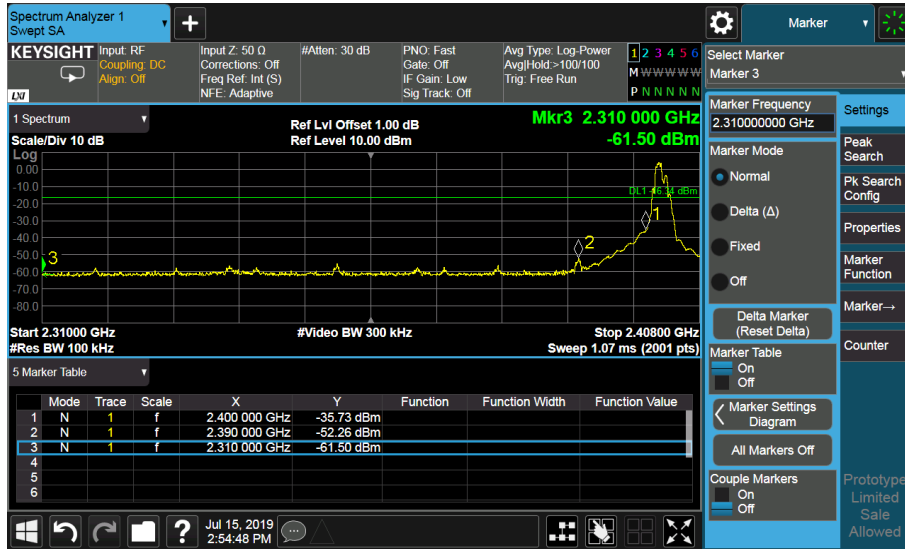 Spectrum Analyzer 1
Swept SA
+
Marker
KEYSIGHT
LXI
Input: RF
Coupling: DC
Align: Off
Input Z: 50 Ω
Corrections: Off
Freq Ref: Int (S)
NFE: Adaptive
#Atten: 30 dB
PNO: Fast
Gate: Off
IF Gain: Low
Sig Track: Off
Avg Type: Log-Power
Avg|Hold:>100/100
Trig: Free Run
1 2 3 4 5 6
M W W W W W
P N N N N N
Select Marker
Marker 3
1 Spectrum
Scale/Div 10 dB
Ref Lvl Offset 1.00 dB
Ref Level 10.00 dBm
Mkr3 2.310 000 GHz
-61.50 dBm
Log
0.00
-10.0
-20.0
-30.0
-40.0
-50.0
-60.0
-70.0
-80.0
DL1 -16.34 dBm
1
2
3
Start 2.31000 GHz
#Res BW 100 kHz
#Video BW 300 kHz
Stop 2.40800 GHz
Sweep 1.07 ms (2001 pts)
5 Marker Table
Mode Trace Scale X Y Function Function Width Function Value
1 N 1 f 2.400 000 GHz -35.73 dBm
2 N 1 f 2.390 000 GHz -52.26 dBm
3 N 1 f 2.310 000 GHz -61.50 dBm
4
5
6
Marker Frequency
2.310000000 GHz
Marker Mode
Normal
Delta (Δ)
Fixed
Off
Delta Marker
(Reset Delta)
Marker Table
On
Off
Marker Settings
Diagram
All Markers Off
Couple Markers
On
Off
Settings
Peak
Search
Pk Search
Config
Properties
Marker
Function
Marker→
Counter
Prototype
Limited
Sale
Allowed
?
Jul 15, 2019
2:54:48 PM